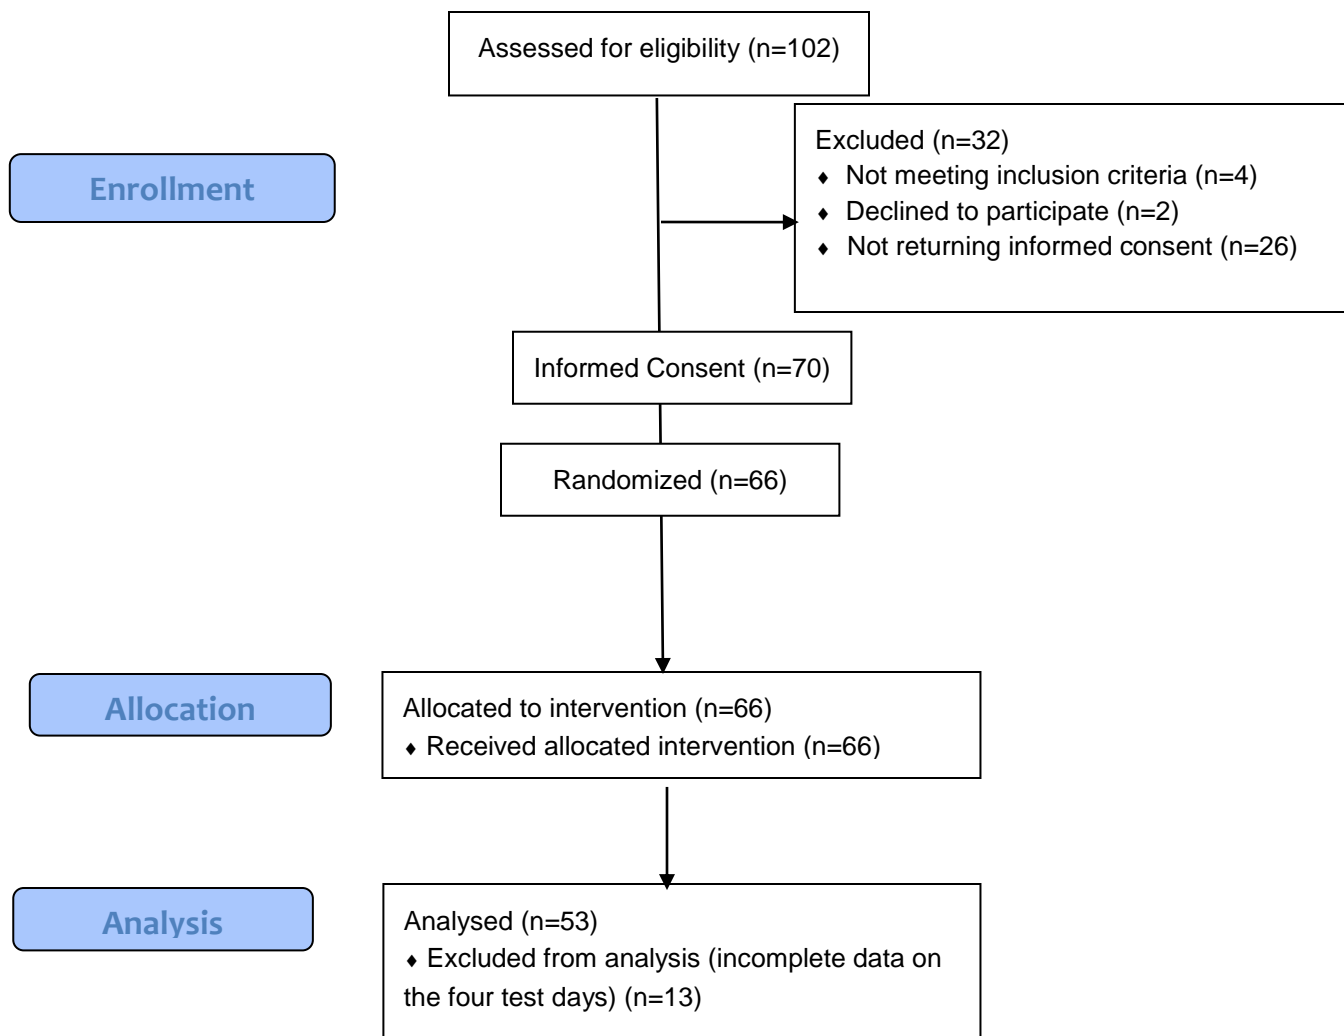 Assessed for eligibility (n=102)
Enrollment
Excluded (n=32)
♦ Not meeting inclusion criteria (n=4)
♦ Declined to participate (n=2)
♦ Not returning informed consent (n=26)
Informed Consent (n=70)
Randomized (n=66)
Allocation
Allocated to intervention (n=66)
♦ Received allocated intervention (n=66)
Analysis
Analysed (n=53)
♦ Excluded from analysis (incomplete data on
the four test days) (n=13)